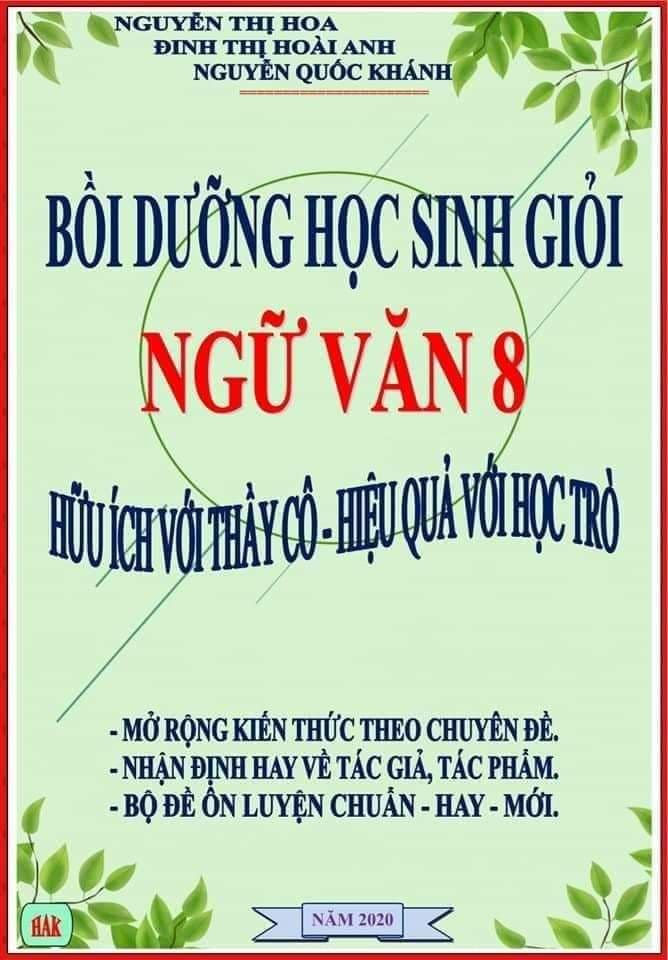 NGUYỄN THỊ HOA
ĐINH THỊ HOÀI ANH
NGUYỄN QUỐC KHÁNH
BỒI DƯỠNG HỌC SINH GIỎI
NGỮ VĂN 8
HỮU ÍCH VỚI THẦY CÔ - HIỆU QUẢ VỚI HỌC TRÒ
- MỞ RỘNG KIẾN THỨC THEO CHUYÊN ĐỀ.
- NHẬN ĐỊNH HAY VỀ TÁC GIẢ, TÁC PHẨM.
- BỘ ĐỀ ÔN LUYỆN CHUẨN - HAY - MỚI.
HAK
NĂM 2020